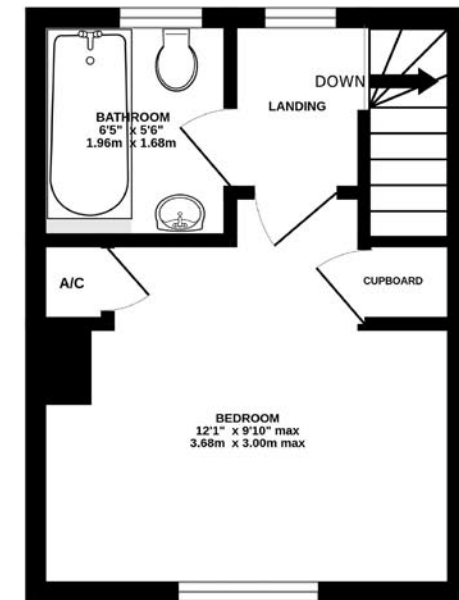 DOWN
LANDING
BATHROOM
6'5" x 5'6"
1.96m x 1.68m
A/C
CUPBOARD
BEDROOM
12'1" x 9'10" max
3.68m x 3.00m max